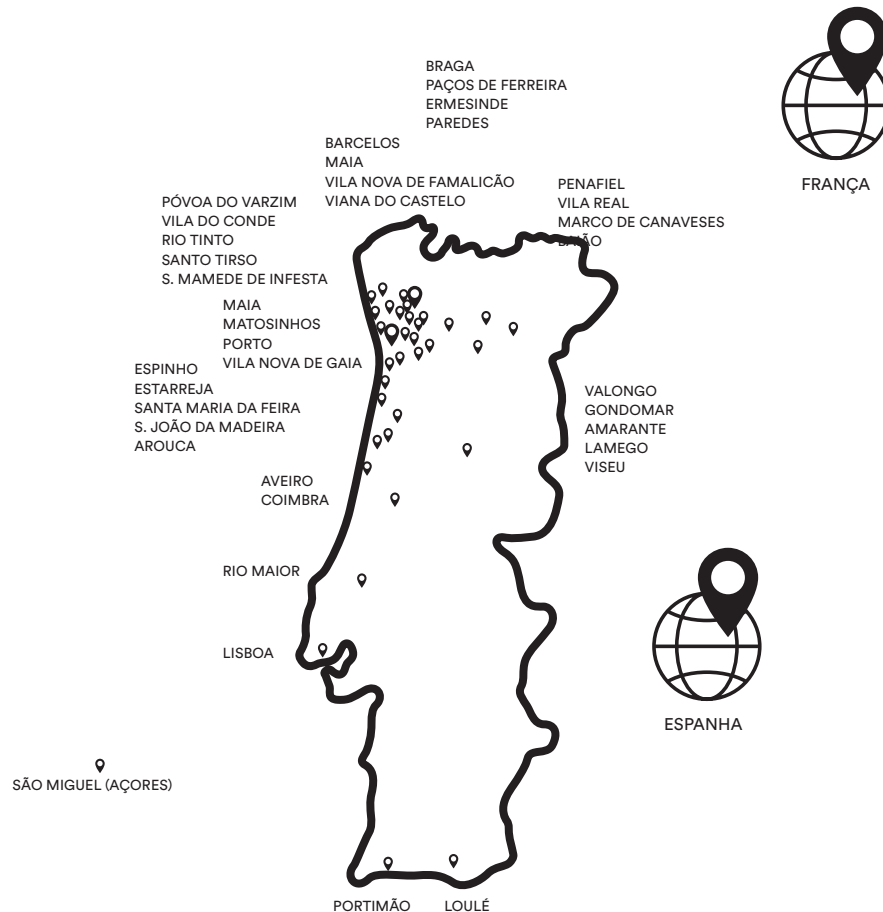 BRAGA
PAÇOS DE FERREIRA
ERMESINDE
PAREDES
BARCELOS
MAIA
VILA NOVA DE FAMALICÃO
VIANA DO CASTELO
PENAFIEL
VILA REAL
MARCO DE CANAVESES
BAIÃO
FRANÇA
PÓVOA DO VARZIM
VILA DO CONDE
RIO TINTO
SANTO TIRSO
S. MAMEDE DE INFESTA
MAIA
MATOSINHOS
PORTO
VILA NOVA DE GAIA
ESPINHO
ESTARREJA
SANTA MARIA DA FEIRA
S. JOÃO DA MADEIRA
AROUCA
VALONGO
GONDOMAR
AMARANTE
LAMEGO
VISEU
AVEIRO
COIMBRA
RIO MAIOR
LISBOA
ESPANHA
SÃO MIGUEL (AÇORES)
PORTIMÃO
LOULÉ